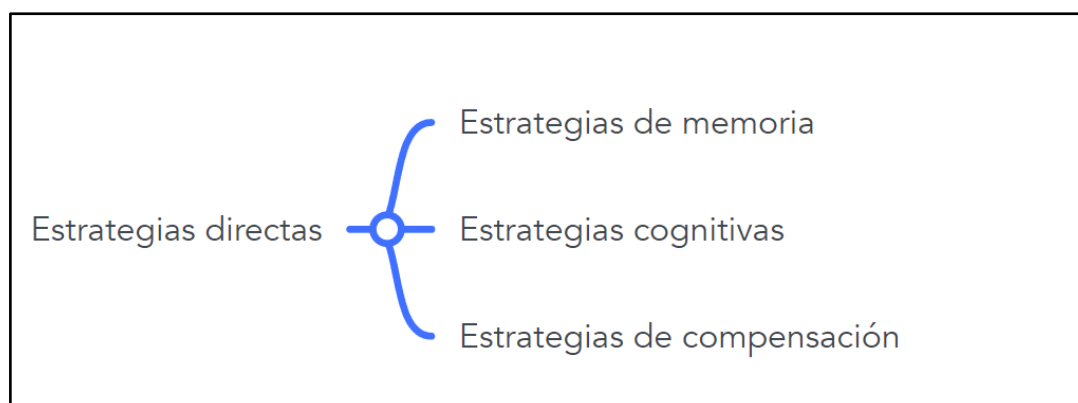 Estrategias de memoria
Estrategias directas
Estrategias cognitivas
Estrategias de compensación